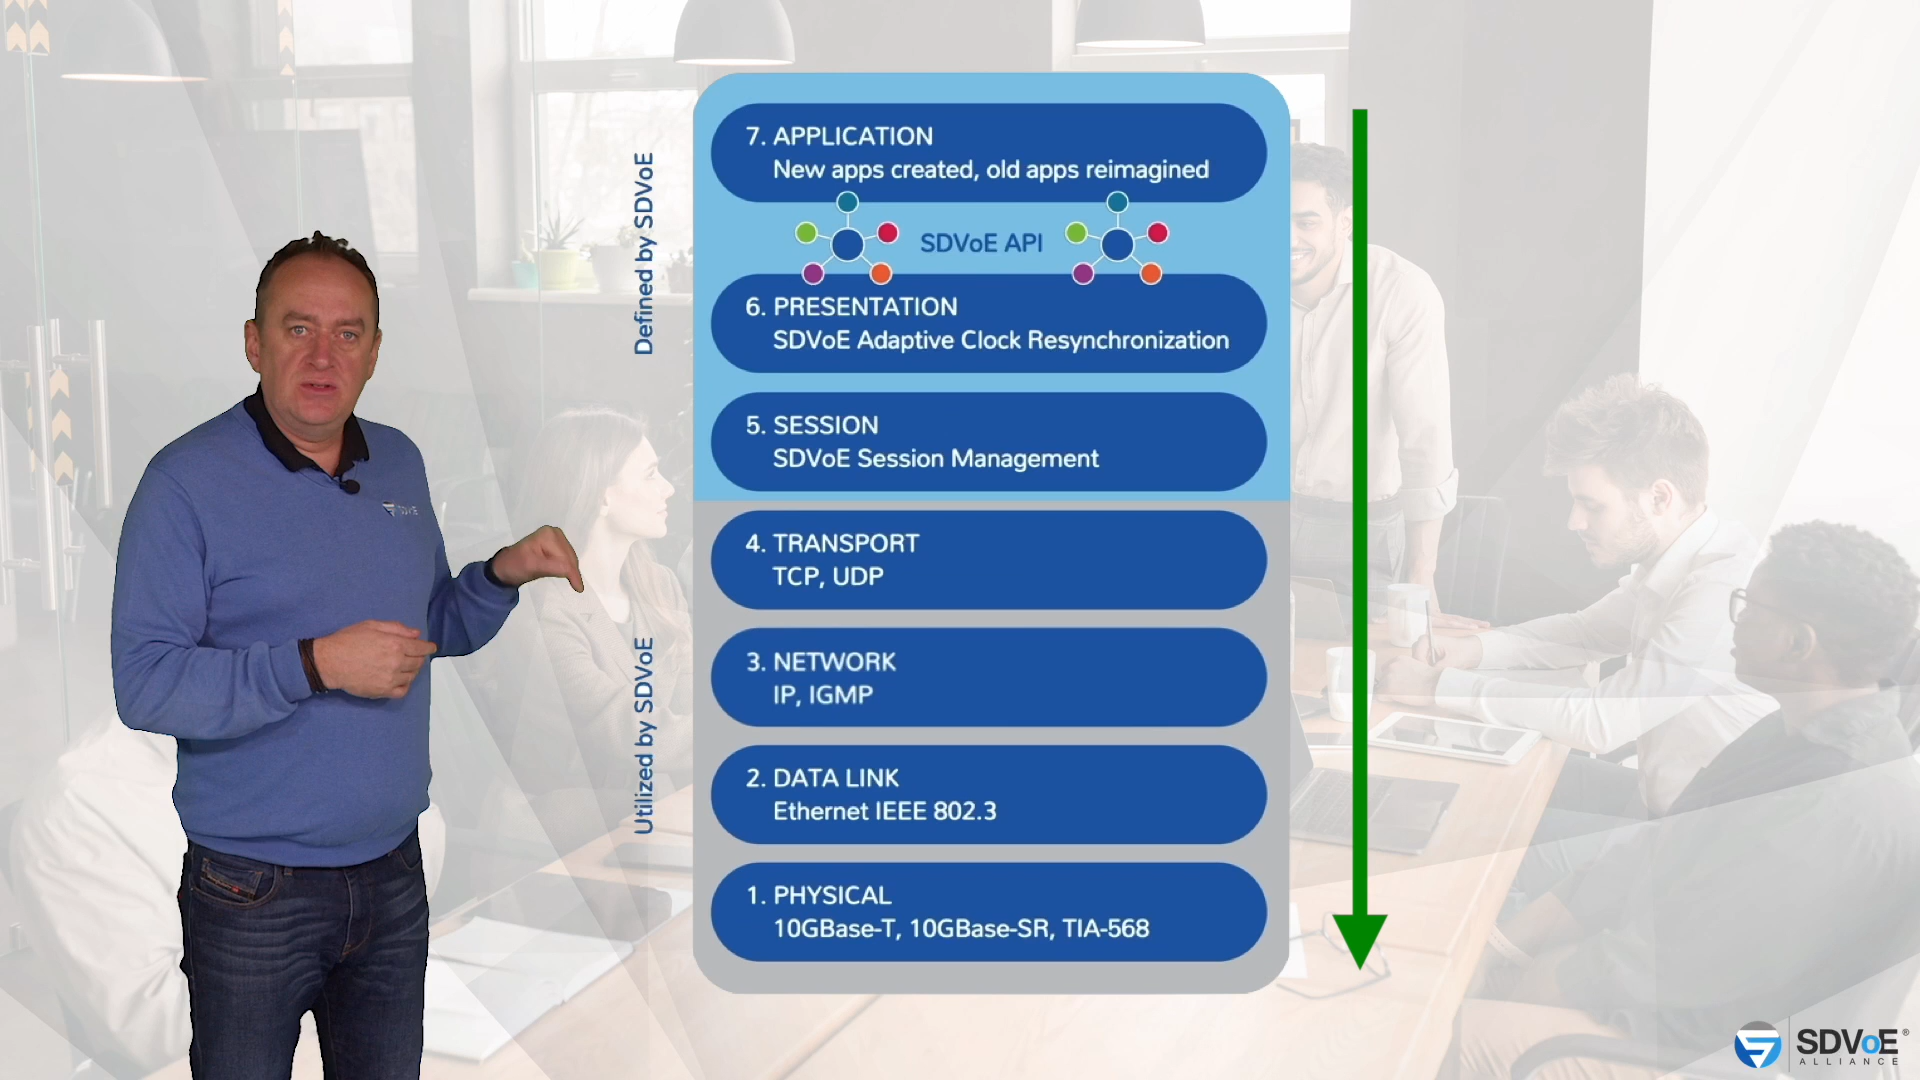 Defined by SDVoE
7. APPLICATION
New apps created, old apps reimagined
SDVoE API
6. PRESENTATION
SDVoE Adaptive Clock Resynchronization
5. SESSION
SDVoE Session Management
Utilized by SDVoE
4. TRANSPORT
TCP, UDP
3. NETWORK
IP, IGMP
2. DATA LINK
Ethernet IEEE 802.3
1. PHYSICAL
10GBase-T, 10GBase-SR, TIA-568
SDVoE
SDVoE®
ALLIANCE